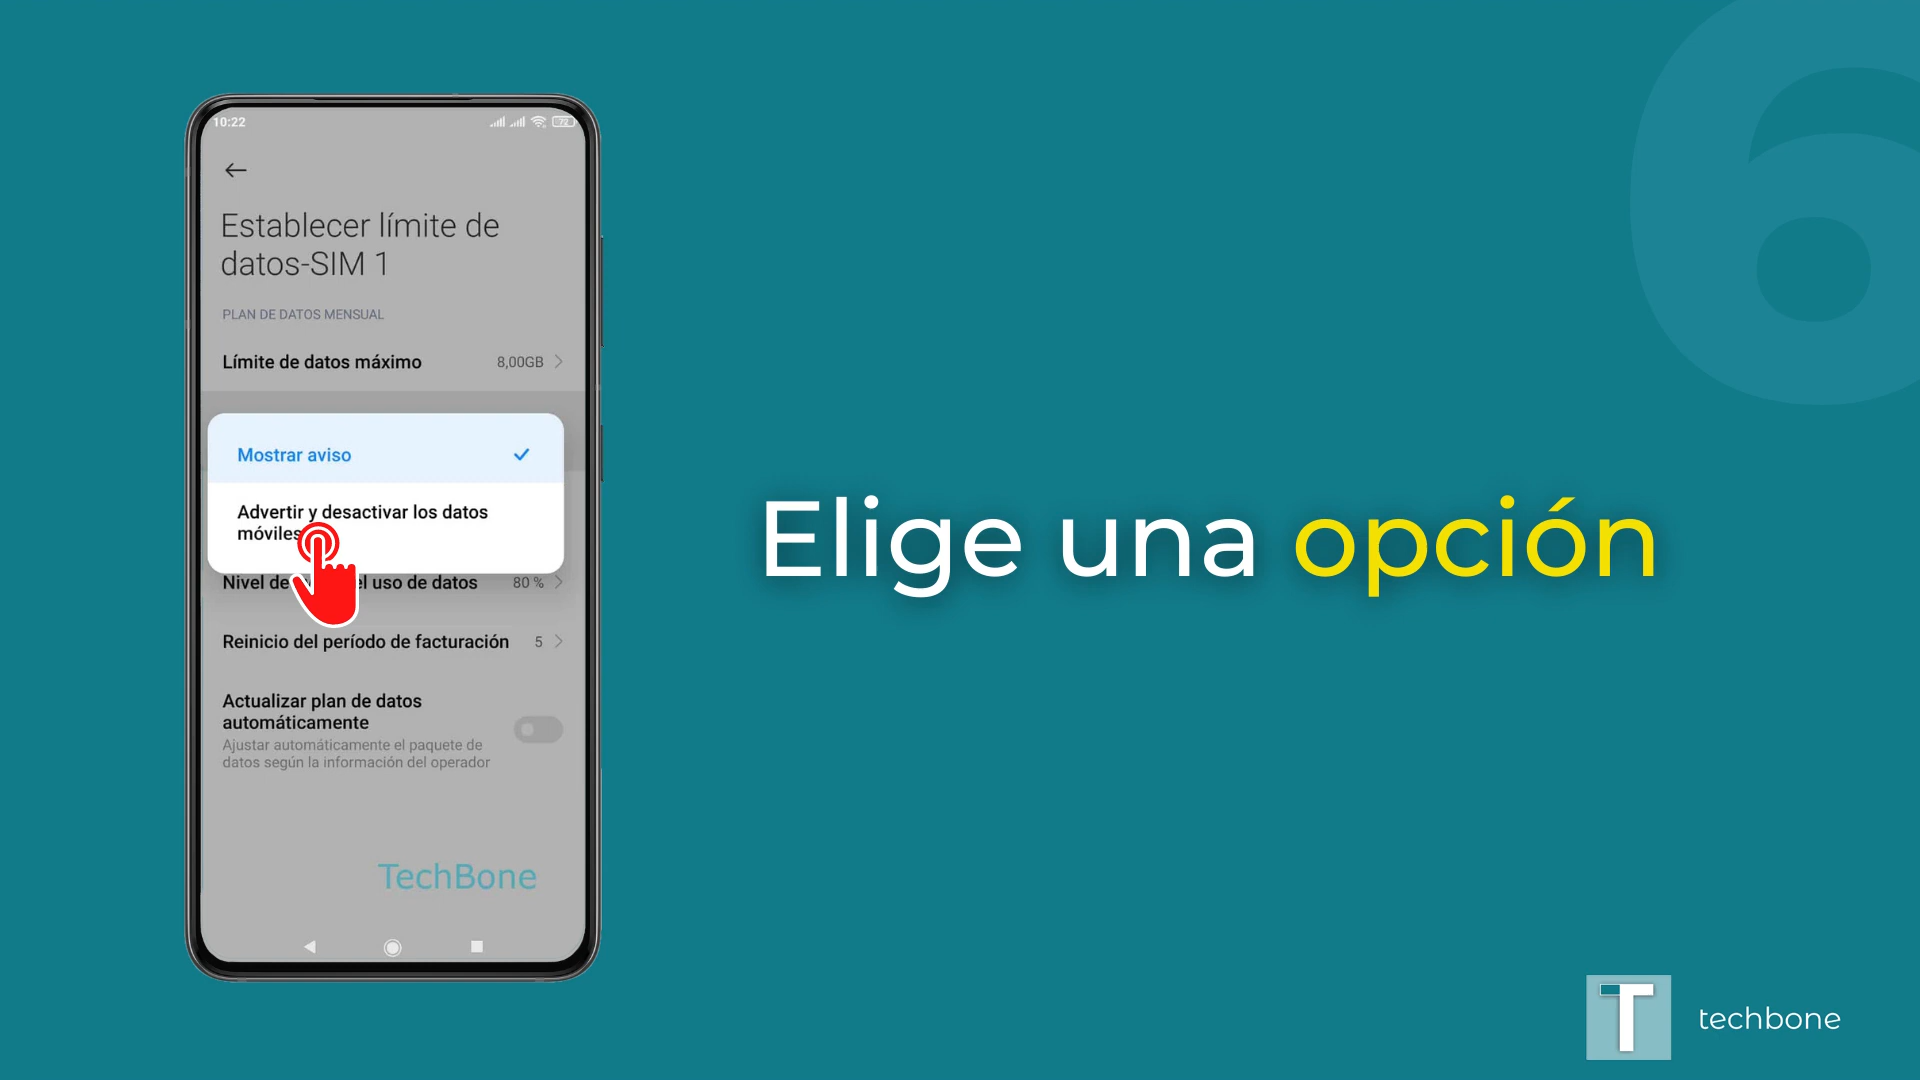 6
10:22
72
Establecer límite de
datos-SIM 1
PLAN DE DATOS MENSUAL
Límite de datos máximo 8,00GB
Mostrar aviso
Advertir y desactivar los datos
móviles
Nivel de el uso de datos 80 %
Reinicio del período de facturación 5
Actualizar plan de datos
automáticamente
Ajustar automáticamente el paquete de
datos según la información del operador
TechBone
Elige una opción
T techbone